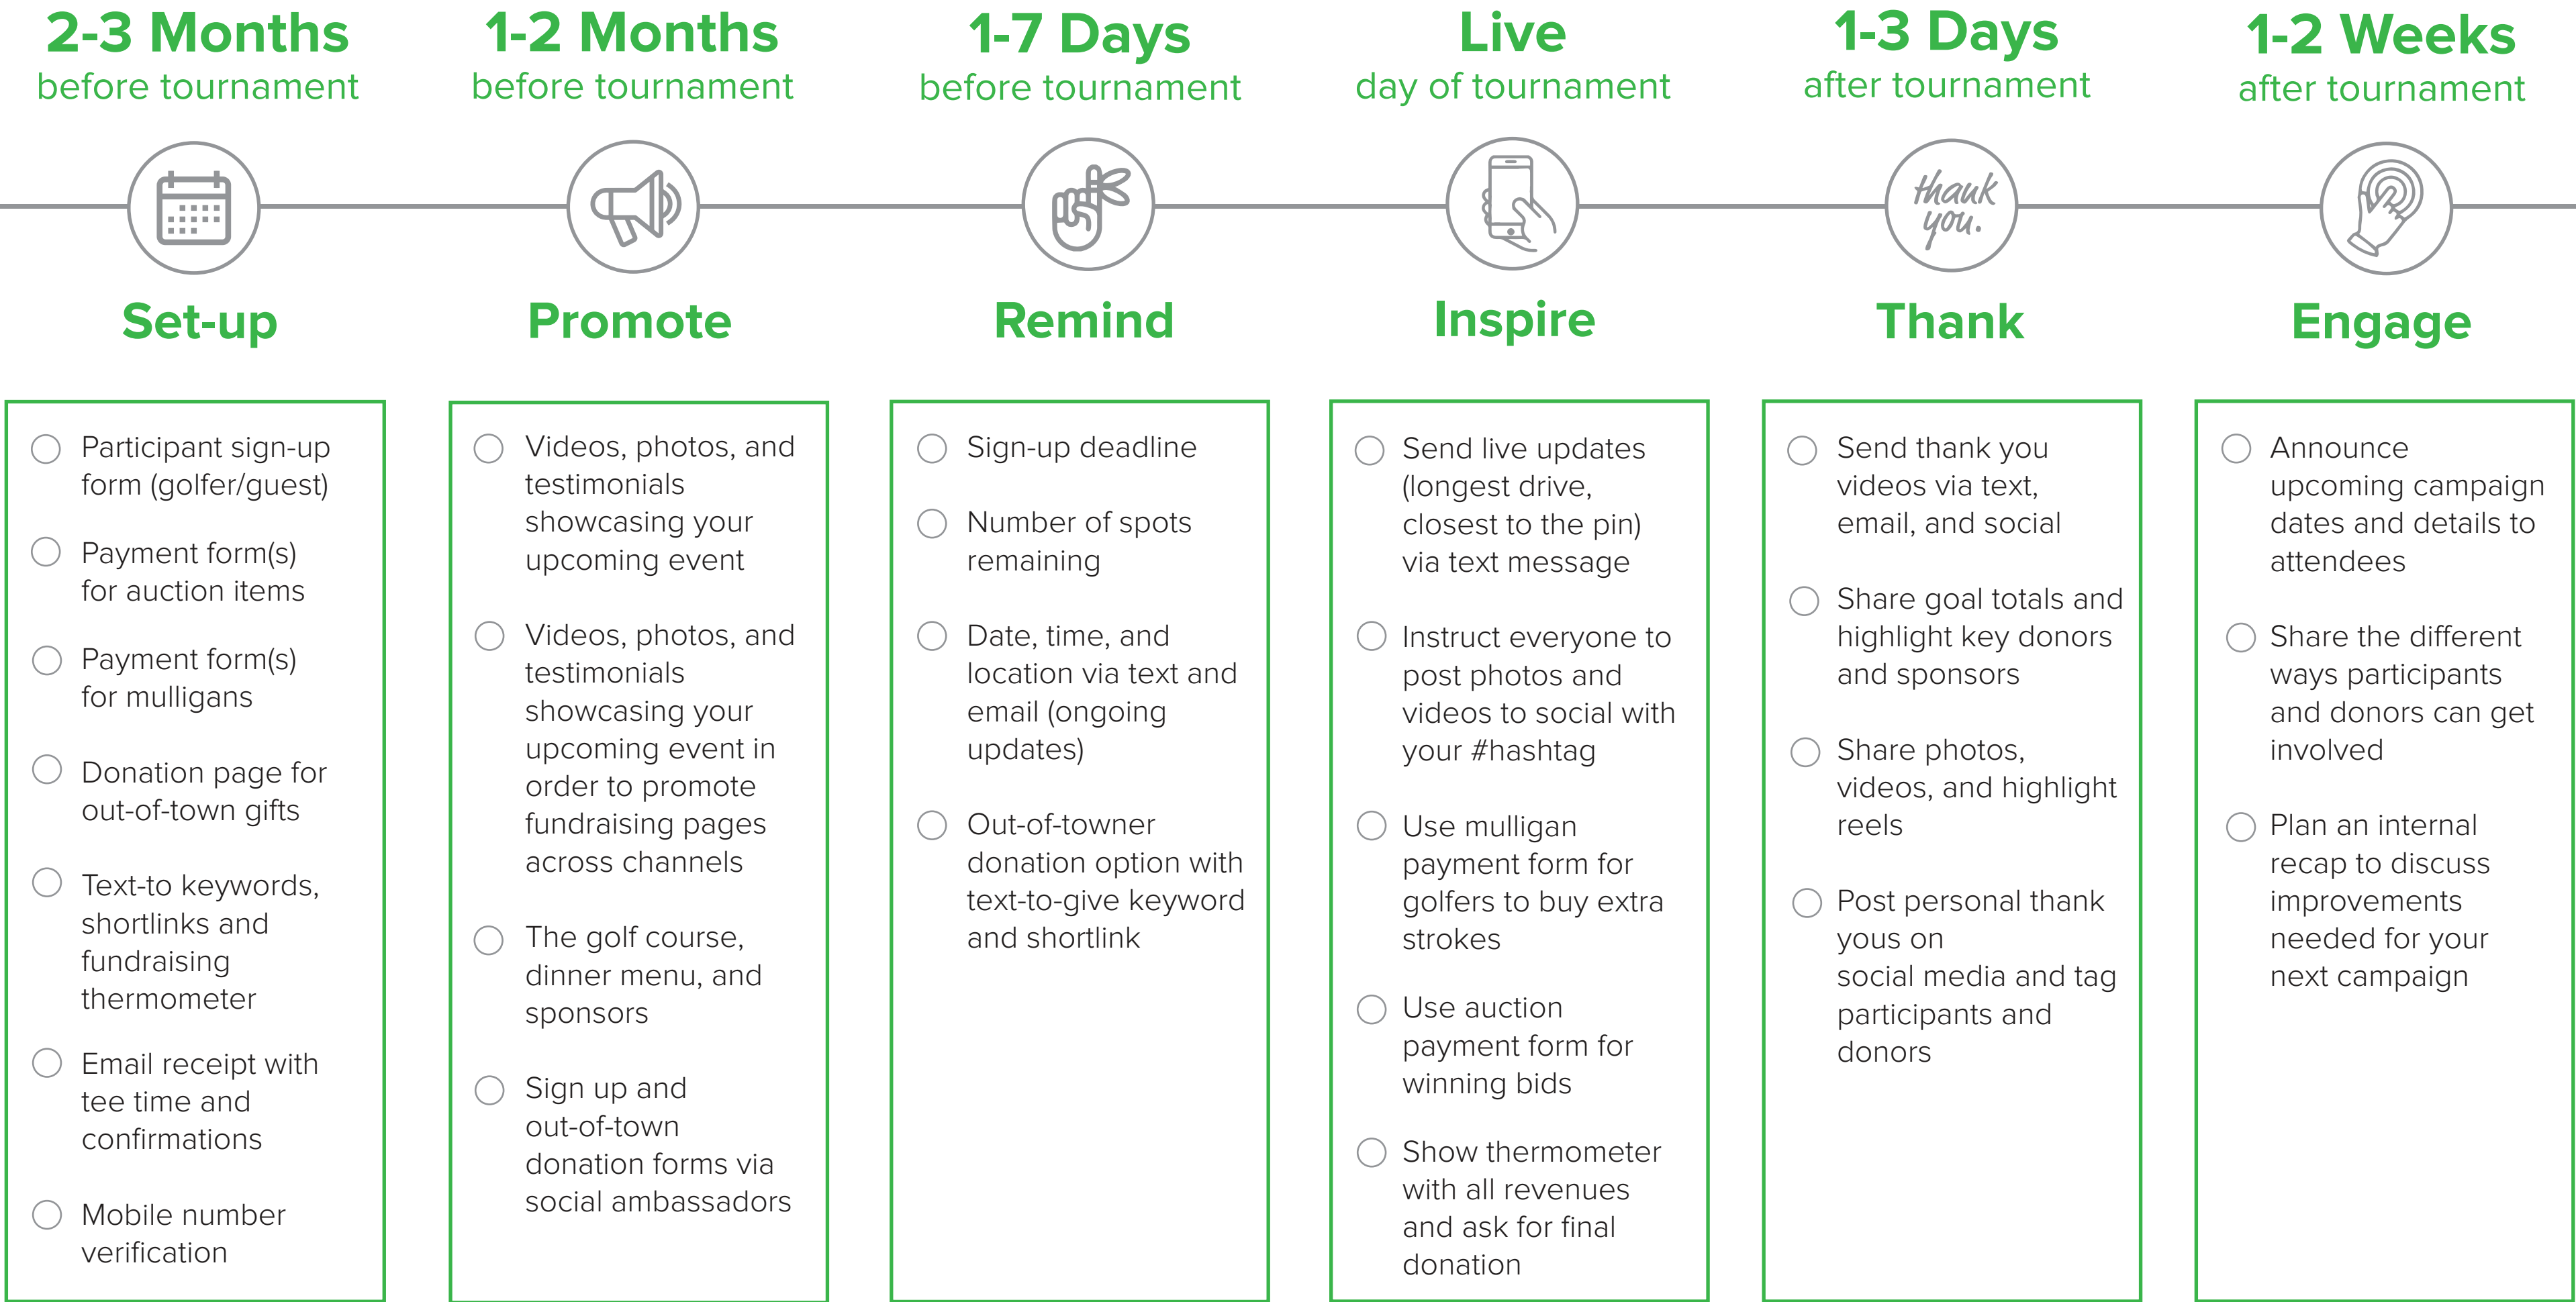 2-3 Months
before tournament
1-2 Months
before tournament
1-7 Days
before tournament
Live
day of tournament
1-3 Days
after tournament
1-2 Weeks
after tournament
thank
you.
Set-up
Promote
Remind
Inspire
Thank
Engage
Participant sign-up
form (golfer/guest)
Payment form(s)
for auction items
Payment form(s)
for mulligans
Donation page for
out-of-town gifts
Text-to keywords,
shortlinks and
fundraising
thermometer
Email receipt with
tee time and
confirmations
Mobile number
verification
Videos, photos, and
testimonials
showcasing your
upcoming event
Videos, photos, and
testimonials
showcasing your
upcoming event in
order to promote
fundraising pages
across channels
The golf course,
dinner menu, and
sponsors
Sign up and
out-of-town
donation forms via
social ambassadors
Sign-up deadline
Number of spots
remaining
Date, time, and
location via text and
email (ongoing
updates)
Out-of-towner
donation option with
text-to-give keyword
and shortlink
Send live updates
(longest drive,
closest to the pin)
via text message
Instruct everyone to
post photos and
videos to social with
your #hashtag
Use mulligan
payment form for
golfers to buy extra
strokes
Use auction
payment form for
winning bids
Show thermometer
with all revenues
and ask for final
donation
Send thank you
videos via text,
email, and social
Share goal totals and
highlight key donors
and sponsors
Share photos,
videos, and highlight
reels
Post personal thank
yous on
social media and tag
participants and
donors
Announce
upcoming campaign
dates and details to
attendees
Share the different
ways participants
and donors can get
involved
Plan an internal
recap to discuss
improvements
needed for your
next campaign